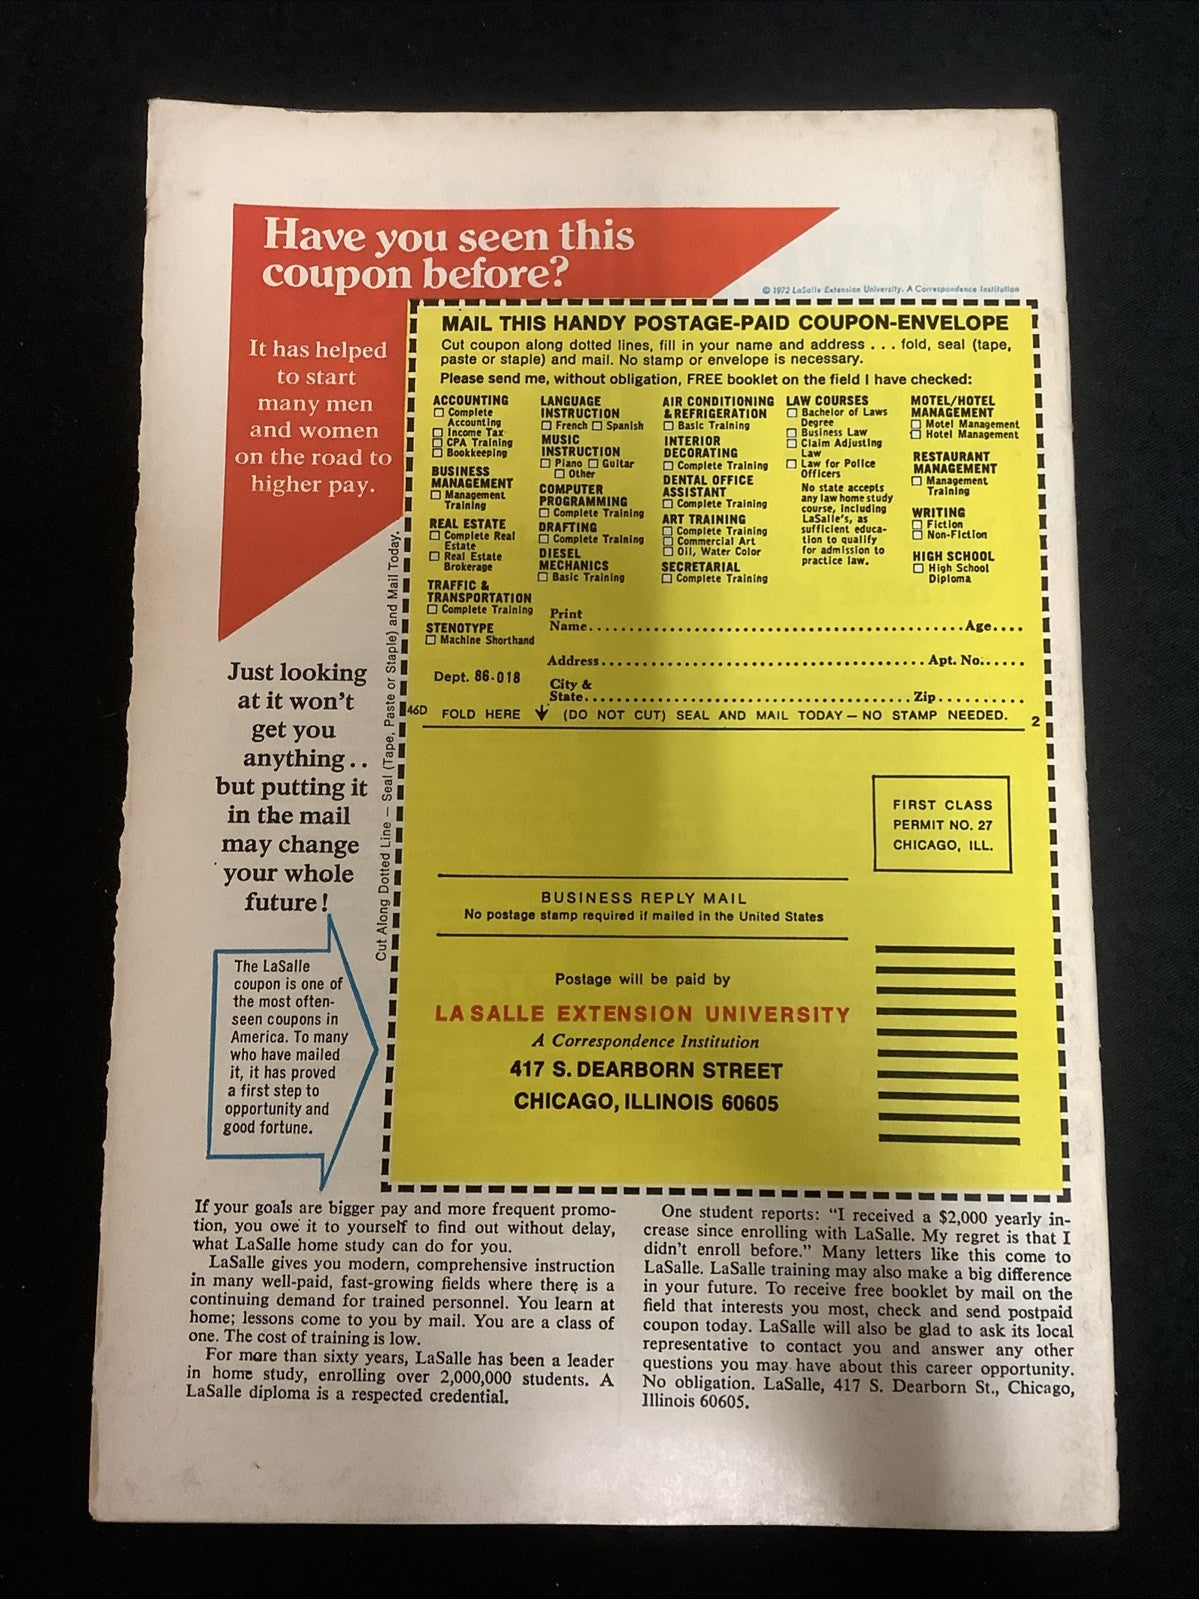 Have you seen this
coupon before?
© 1972 LaSalle Extension University. A Correspondence Institution
It has helped
to start
many men
and women
on the road to
higher pay.
Just looking
at it won't
get you
anything..
but putting it
in the mail
may change
your whole
future!
The LaSalle
coupon is one of
the most often-
seen coupons in
America. To many
who have mailed
it, it has proved
a first step to
opportunity and
good fortune.
Cut Along Dotted Line — Seal (Tape, Paste or Staple) and Mail Today.
MAIL THIS HANDY POSTAGE-PAID COUPON-ENVELOPE
Cut coupon along dotted lines, fill in your name and address . . . fold, seal (tape,
paste or staple) and mail. No stamp or envelope is necessary.
Please send me, without obligation, FREE booklet on the field I have checked:
ACCOUNTING
☐ Complete
Accounting
☐ Income Tax
☐ CPA Training
☐ Bookkeeping
BUSINESS
MANAGEMENT
☐ Management
Training
REAL ESTATE
☐ Complete Real
Estate
☐ Real Estate
Brokerage
TRAFFIC &
TRANSPORTATION
☐ Complete Training
STENOTYPE
☐ Machine Shorthand
LANGUAGE
INSTRUCTION
☐ French ☐ Spanish
MUSIC
INSTRUCTION
☐ Piano ☐ Guitar
☐ Other
COMPUTER
PROGRAMMING
☐ Complete Training
DRAFTING
☐ Complete Training
DIESEL
MECHANICS
☐ Basic Training
AIR CONDITIONING
& REFRIGERATION
☐ Basic Training
INTERIOR
DECORATING
☐ Complete Training
DENTAL OFFICE
ASSISTANT
☐ Complete Training
ART TRAINING
☐ Complete Training
☐ Commercial Art
☐ Oil, Water Color
SECRETARIAL
☐ Complete Training
LAW COURSES
☐ Bachelor of Laws
Degree
☐ Business Law
☐ Claim Adjusting
Law
☐ Law for Police
Officers
No state accepts
any law home study
course, including
LaSalle's, as
sufficient educa-
tion to qualify
for admission to
practice law.
MOTEL/HOTEL
MANAGEMENT
☐ Motel Management
☐ Hotel Management
RESTAURANT
MANAGEMENT
☐ Management
Training
WRITING
☐ Fiction
☐ Non-Fiction
HIGH SCHOOL
☐ High School
Diploma
Print
Name........................................Age....
Address........................................Apt. No......
Dept. 86-018
City &
State........................................Zip..........
46D FOLD HERE ↓ (DO NOT CUT) SEAL AND MAIL TODAY — NO STAMP NEEDED. 2
FIRST CLASS
PERMIT NO. 27
CHICAGO, ILL.
BUSINESS REPLY MAIL
No postage stamp required if mailed in the United States
Postage will be paid by
LA SALLE EXTENSION UNIVERSITY
A Correspondence Institution
417 S. DEARBORN STREET
CHICAGO, ILLINOIS 60605
If your goals are bigger pay and more frequent promo-
tion, you owe it to yourself to find out without delay,
what LaSalle home study can do for you.
LaSalle gives you modern, comprehensive instruction
in many well-paid, fast-growing fields where there is a
continuing demand for trained personnel. You learn at
home; lessons come to you by mail. You are a class of
one. The cost of training is low.
For more than sixty years, LaSalle has been a leader
in home study, enrolling over 2,000,000 students. A
LaSalle diploma is a respected credential.
One student reports: "I received a $2,000 yearly in-
crease since enrolling with LaSalle. My regret is that I
didn't enroll before." Many letters like this come to
LaSalle. LaSalle training may also make a big difference
in your future. To receive free booklet by mail on the
field that interests you most, check and send postpaid
coupon today. LaSalle will also be glad to ask its local
representative to contact you and answer any other
questions you may have about this career opportunity.
No obligation. LaSalle, 417 S. Dearborn St., Chicago,
Illinois 60605.